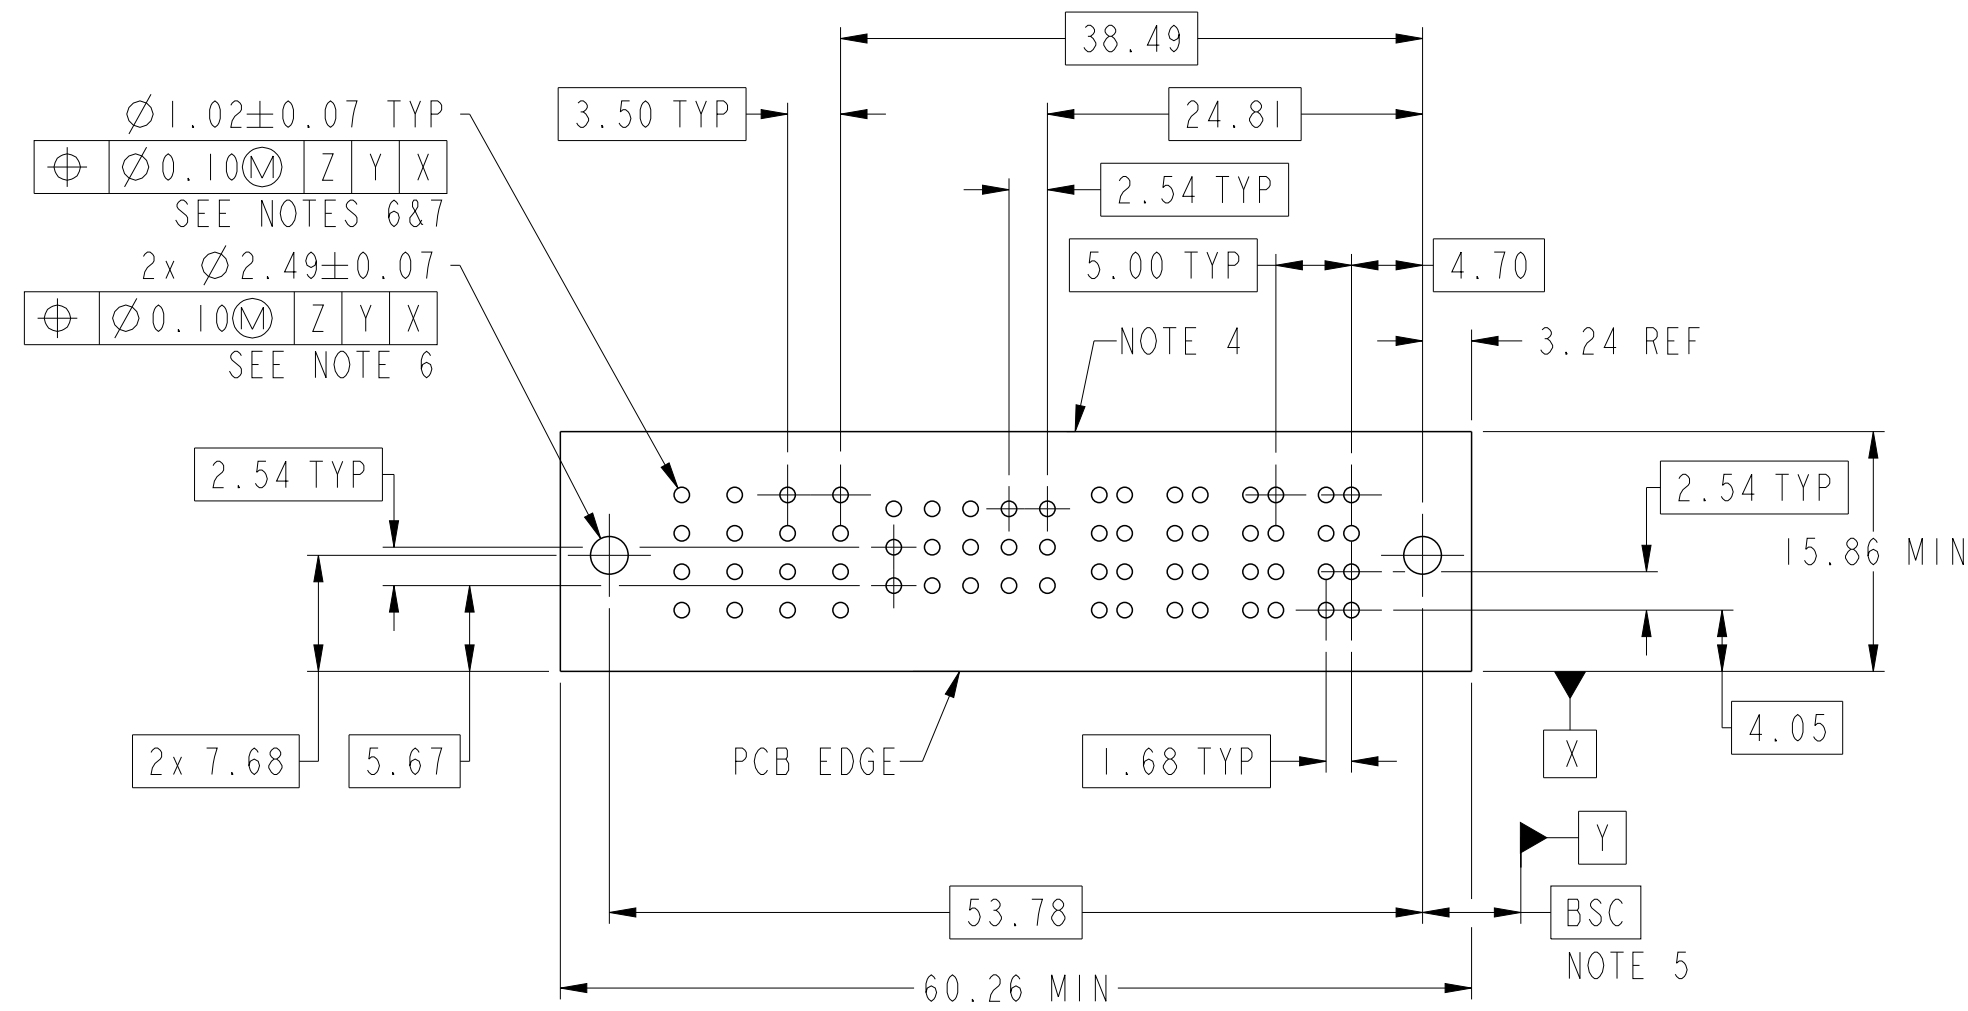 38.49
3.50 TYP
24.81
Ø1.02±0.07 TYP
⌖ Ø0.10Ⓜ Z Y X
SEE NOTES 6&7
2.54 TYP
2x Ø2.49±0.07
⌖ Ø0.10Ⓜ Z Y X
SEE NOTE 6
5.00 TYP
4.70
NOTE 4
3.24 REF
2.54 TYP
2.54 TYP
15.86 MIN
2x 7.68
5.67
PCB EDGE
1.68 TYP
X
4.05
Y
53.78
BSC
NOTE 5
60.26 MIN